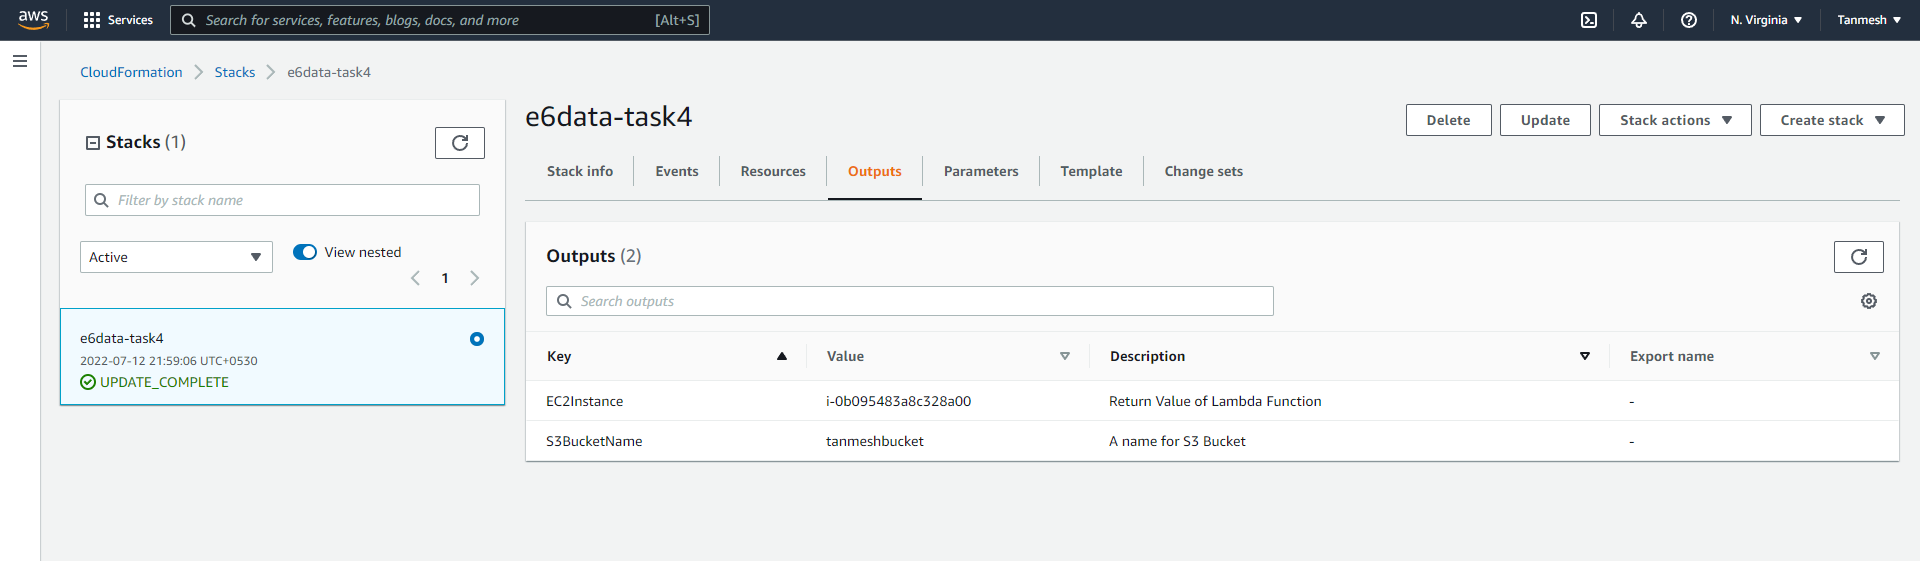 aws Services Search for services, features, blogs, docs, and more [Alt+S] N. Virginia Tanmesh
CloudFormation Stacks e6data-task4
Stacks (1)
Filter by stack name
Active View nested
1
e6data-task4
2022-07-12 21:59:06 UTC+0530
UPDATE_COMPLETE
e6data-task4
Delete Update Stack actions Create stack
Stack info Events Resources Outputs Parameters Template Change sets
Outputs (2)
Search outputs
Key Value Description Export name
EC2Instance i-0b095483a8c328a00 Return Value of Lambda Function -
S3BucketName tanmeshbucket A name for S3 Bucket -